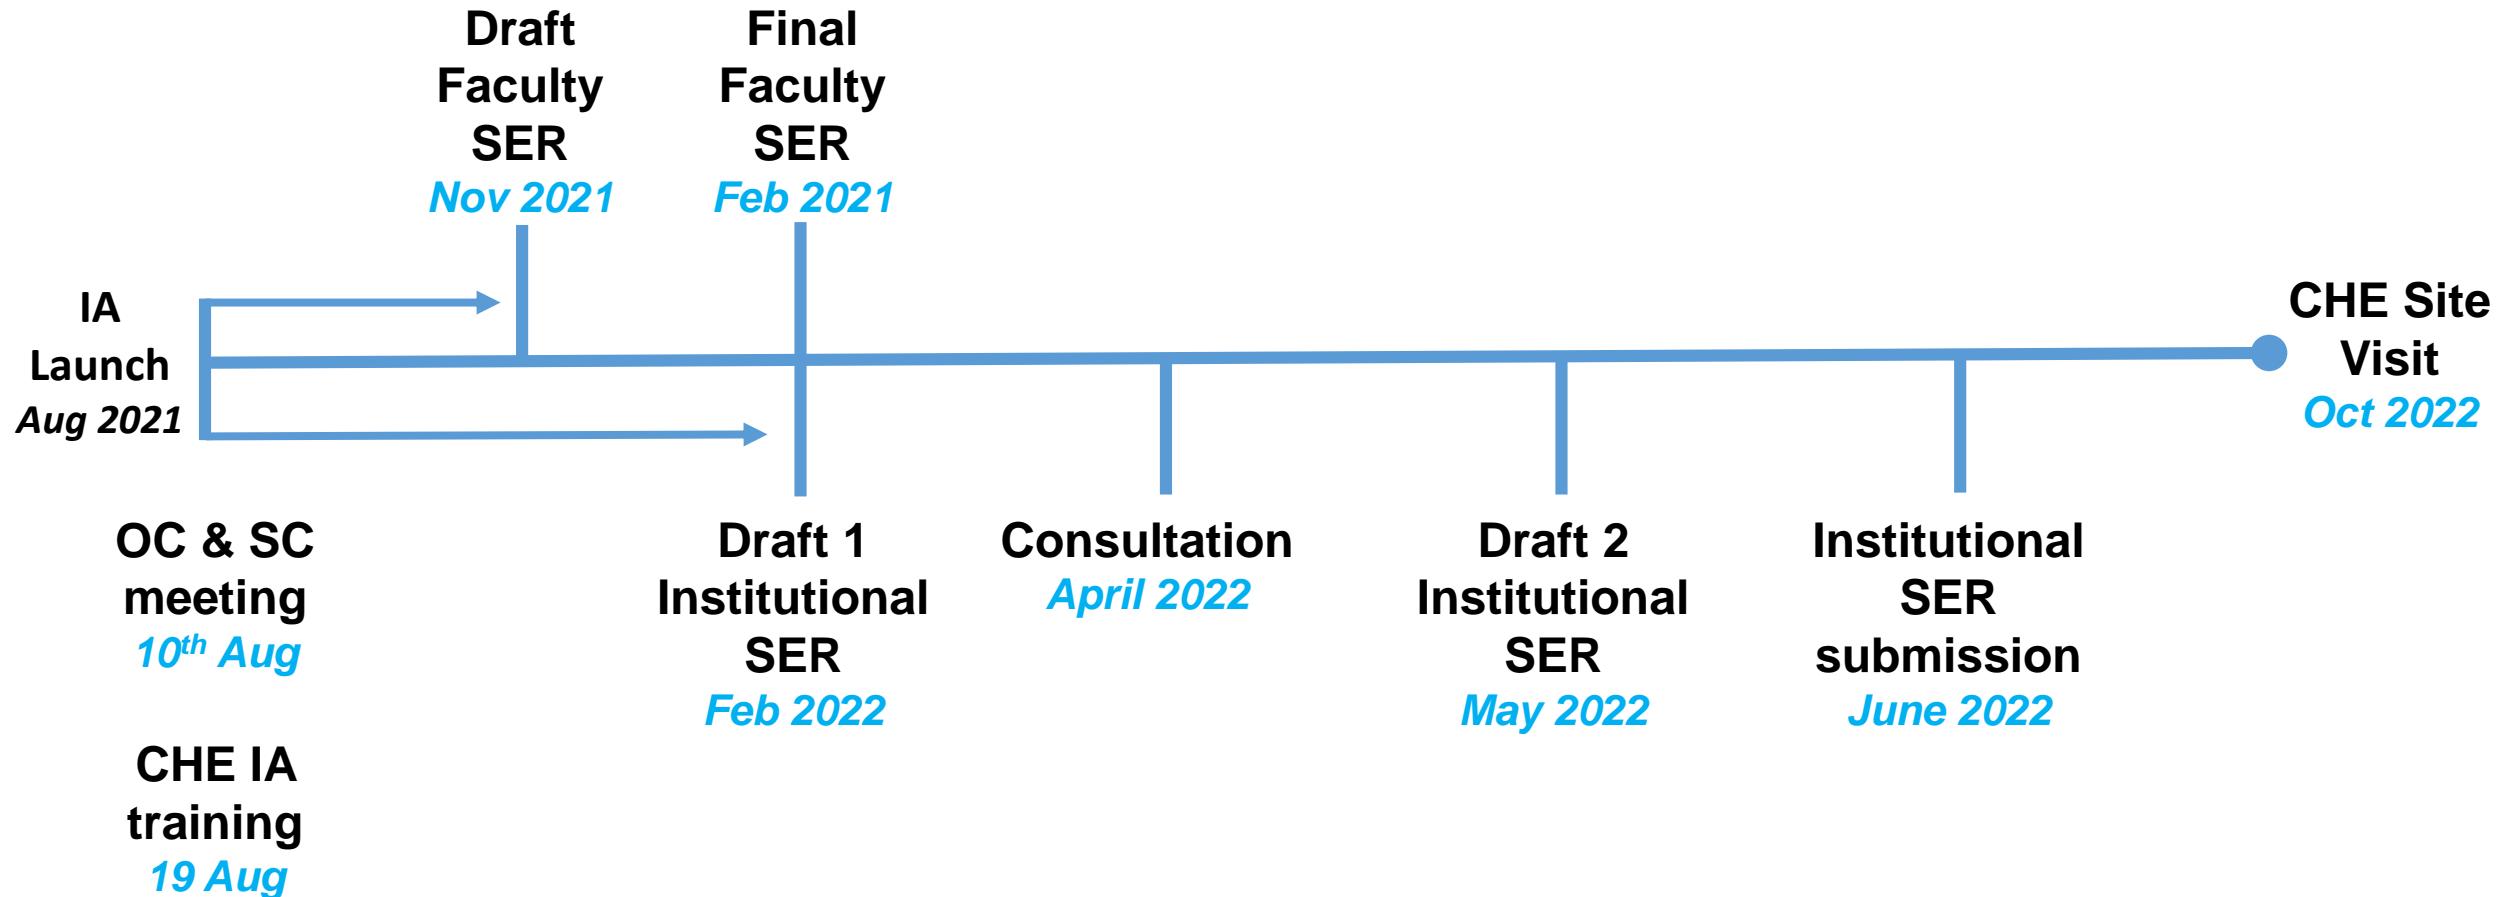 Draft
Faculty
SER
Nov 2021
Final
Faculty
SER
Feb 2021
IA
Launch
Aug 2021
CHE Site
Visit
Oct 2022
OC & SC
meeting
10th Aug
CHE IA
training
19 Aug
Draft 1
Institutional
SER
Feb 2022
Consultation
April 2022
Draft 2
Institutional
SER
May 2022
Institutional
SER
submission
June 2022